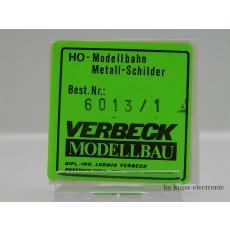 HO-Modellbahn
Metall-Schilder
Best.Nr.:
6013/1
VERBECK
MODELLBAU
DIPL.-ING. LUDWIG VERBECK
by kupa-electronic